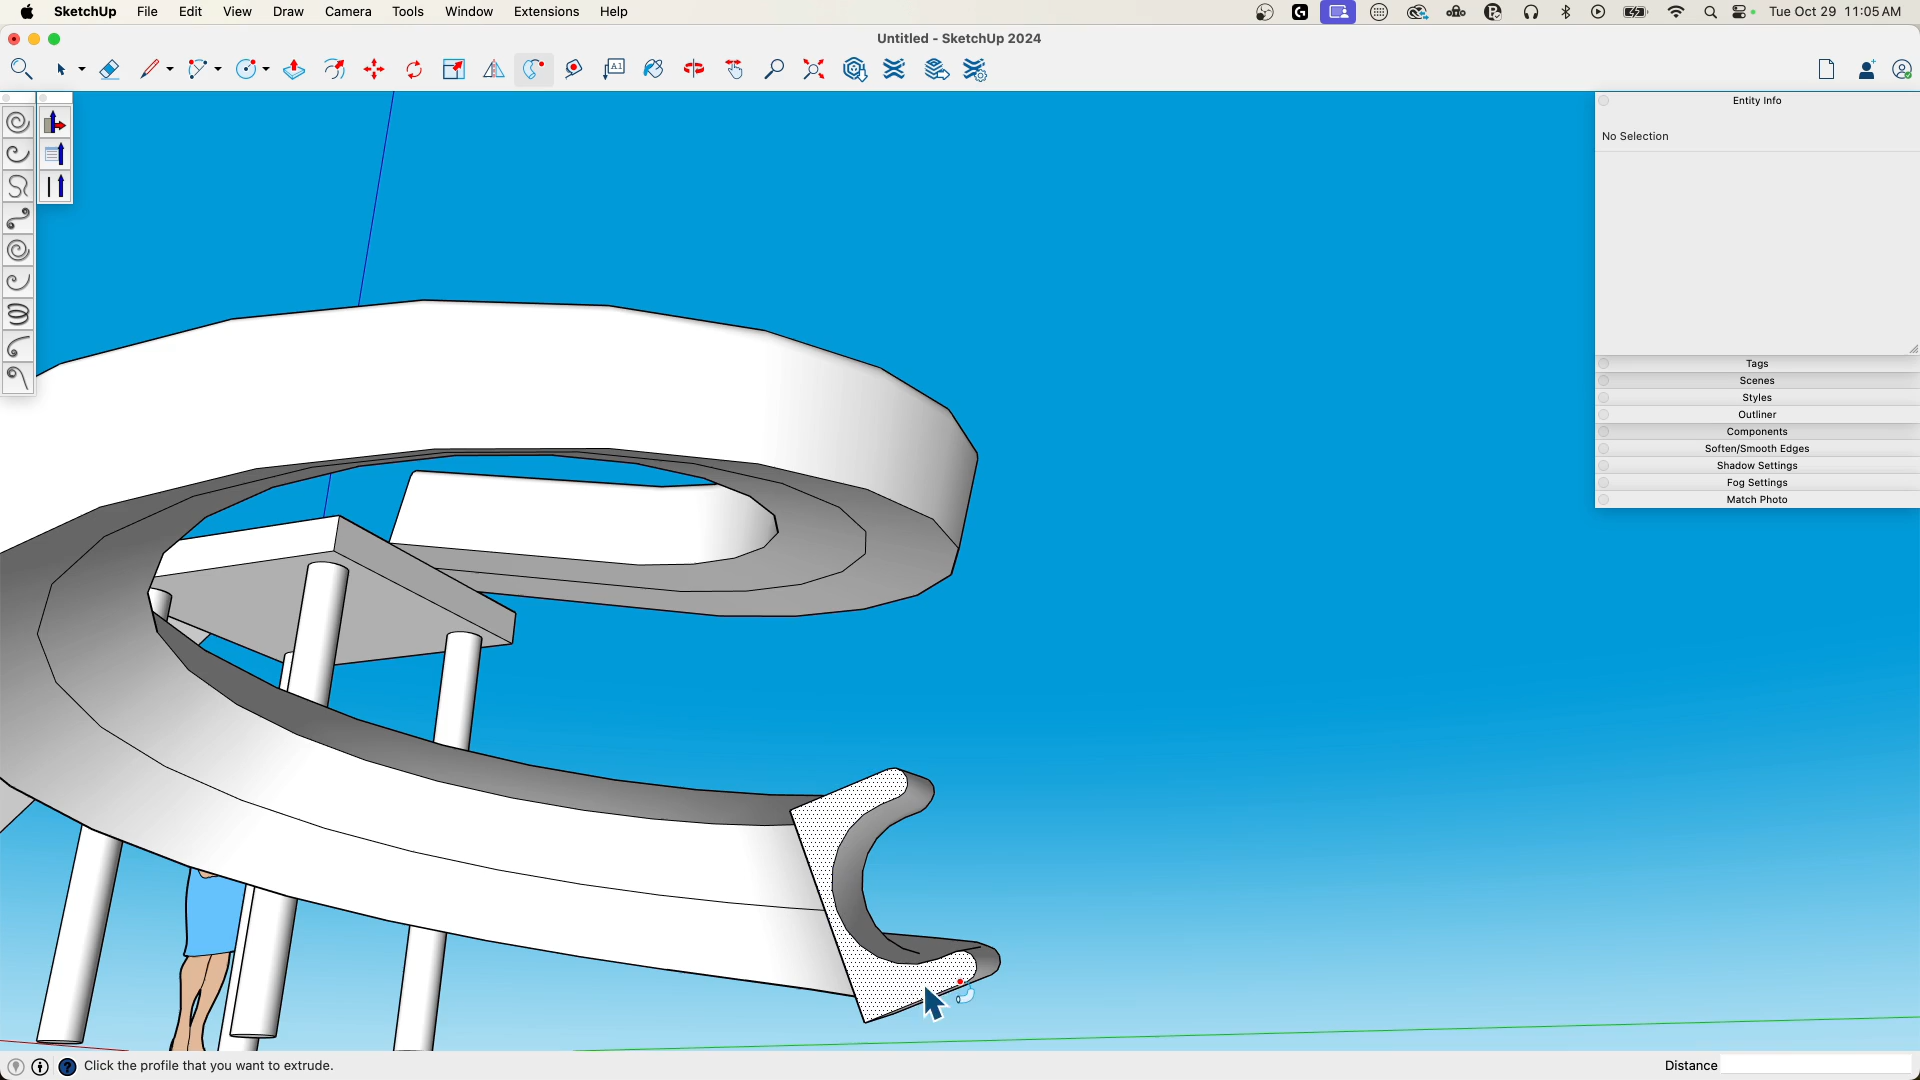 SketchUp File Edit View Draw Camera Tools Window Extensions Help
Tue Oct 29 11:05 AM
Untitled - SketchUp 2024
A1
Entity Info
No Selection
Tags
Scenes
Styles
Outliner
Components
Soften/Smooth Edges
Shadow Settings
Fog Settings
Match Photo
Click the profile that you want to extrude.
Distance